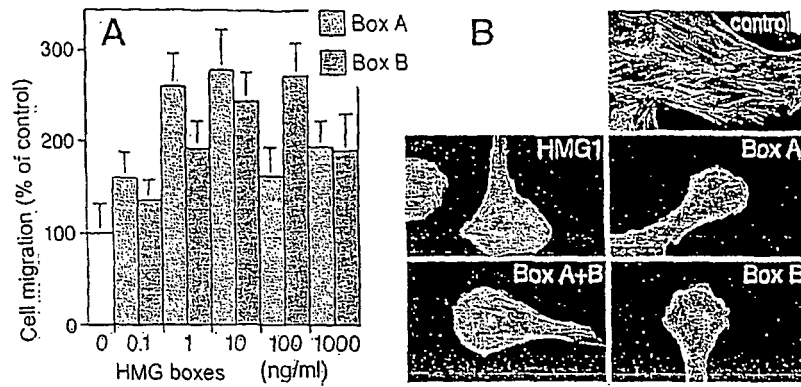 A
Box A
Box B
300
200
100
0
Cell migration (% of control)
0 0.1 1 10 100 1000
HMG boxes (ng/ml)
B
control
HMG1
Box A
Box A+B
Box B